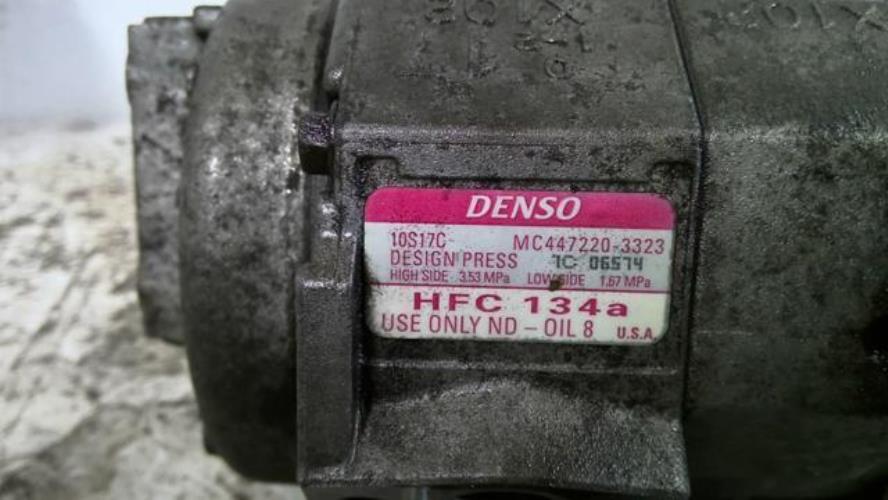 DENSO
10S17C- MC447220-3323
DESIGN PRESS 1C 06574
HIGH SIDE 3.53 MPa LOW SIDE 1.67 MPa
HFC 134a
USE ONLY ND - OIL 8 U.S.A.